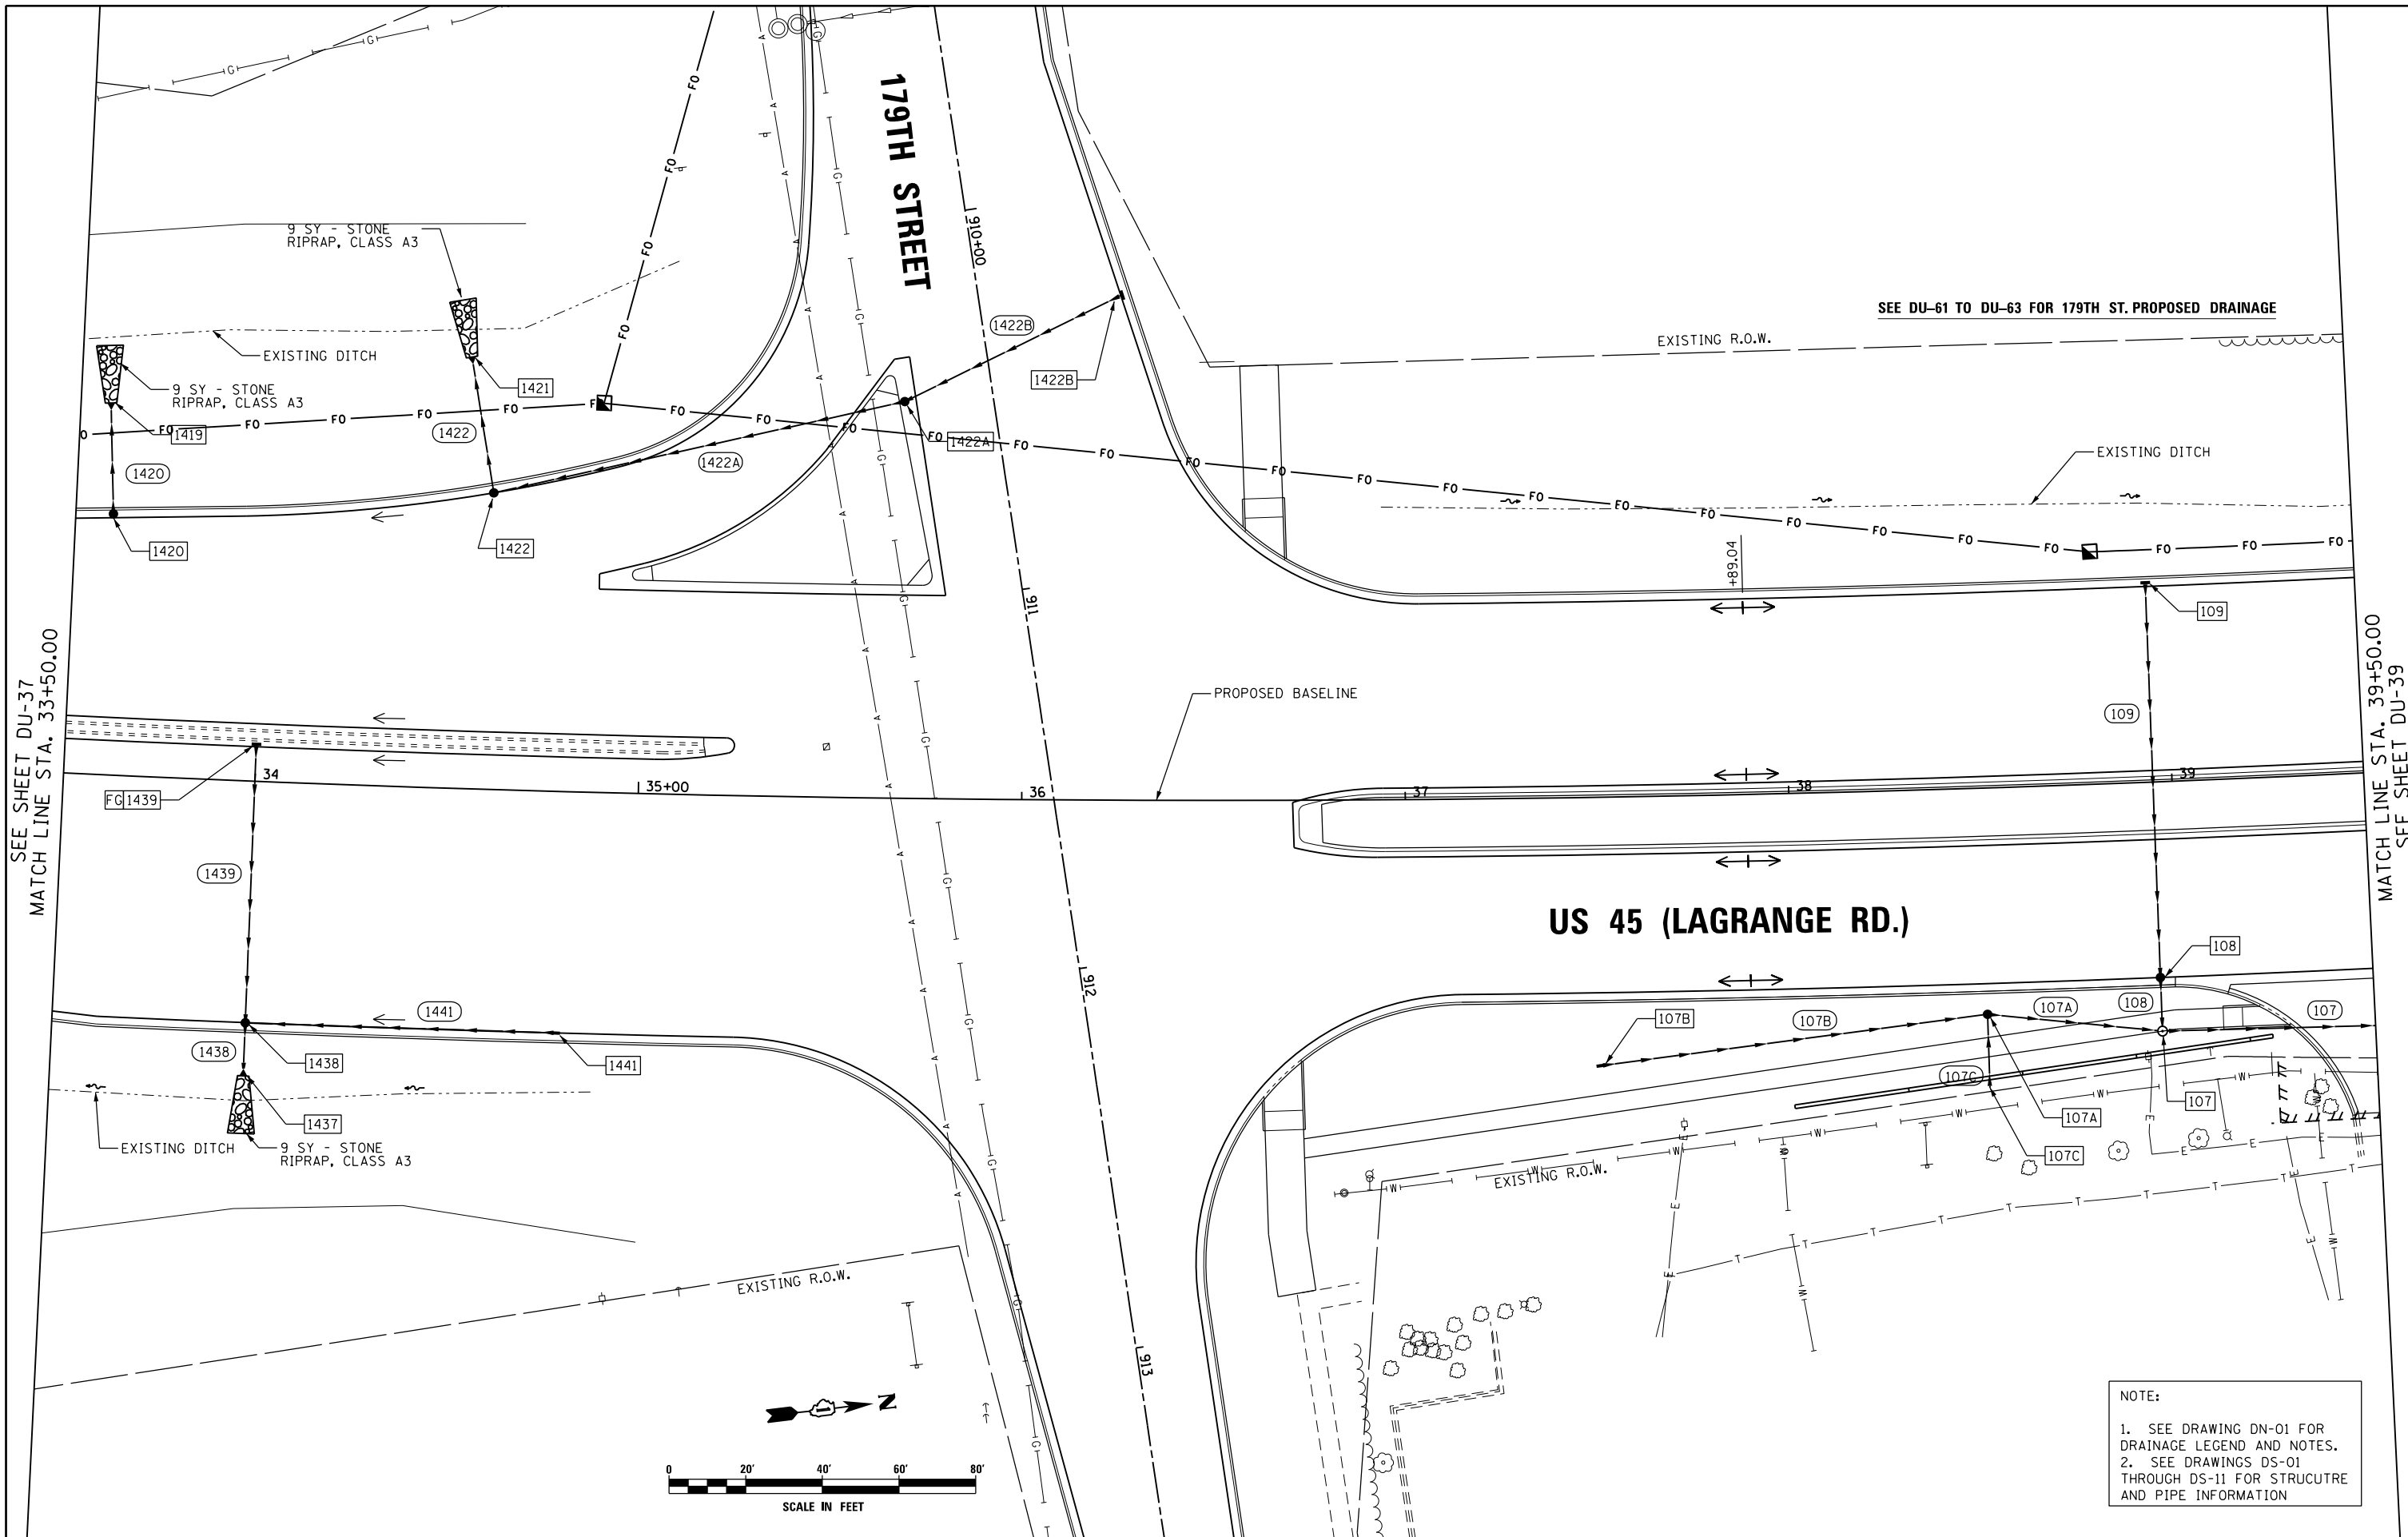 179TH STREET
910+00
911
912
913
9 SY - STONE
RIPRAP, CLASS A3
EXISTING DITCH
9 SY - STONE
RIPRAP, CLASS A3
1419
1421
1420
1422
1420
1422
1422A
1422A
1422B
1422B
SEE DU-61 TO DU-63 FOR 179TH ST. PROPOSED DRAINAGE
EXISTING R.O.W.
EXISTING DITCH
+89.04
109
109
PROPOSED BASELINE
SEE SHEET DU-37
MATCH LINE STA. 33+50.00
MATCH LINE STA. 39+50.00
SEE SHEET DU-39
34
35+00
36
37
38
39
FG 1439
1439
US 45 (LAGRANGE RD.)
108
1441
1438
1438
1441
1437
EXISTING DITCH
9 SY - STONE
RIPRAP, CLASS A3
107B
107B
107A
108
107
107C
107
107A
107C
EXISTING R.O.W.
EXISTING R.O.W.
N
0 20' 40' 60' 80'
SCALE IN FEET
NOTE:
1. SEE DRAWING DN-01 FOR
DRAINAGE LEGEND AND NOTES.
2. SEE DRAWINGS DS-01
THROUGH DS-11 FOR STRUCUTRE
AND PIPE INFORMATION